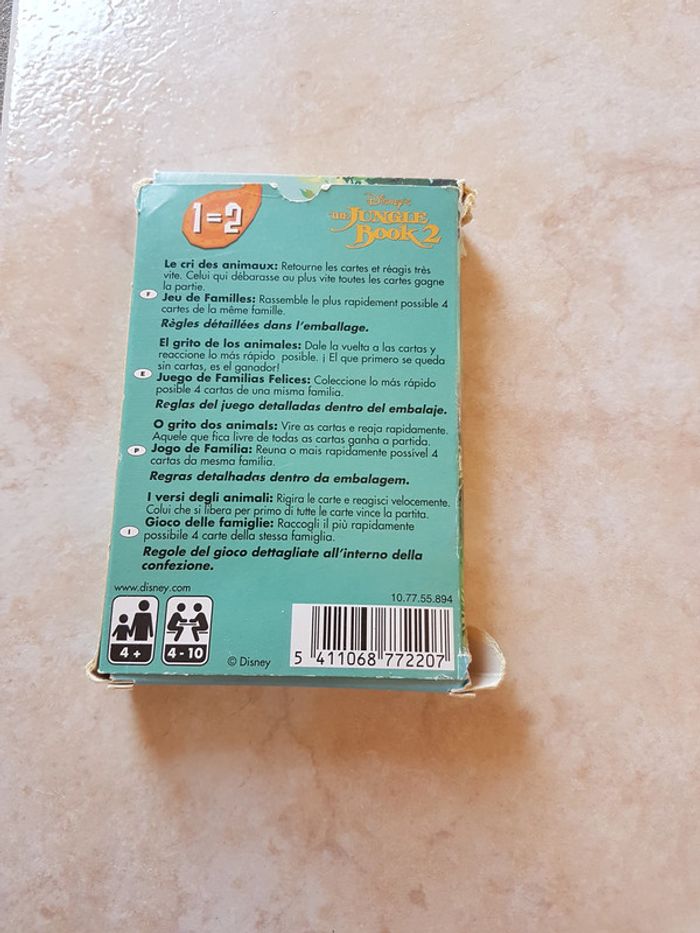 1=2
Disney's
THE JUNGLE
BOOK 2
Le cri des animaux: Retourne les cartes et réagis très
vite. Celui qui débarasse au plus vite toutes les cartes gagne
la partie.
F
Jeu de Familles: Rassemble le plus rapidement possible 4
cartes de la même famille.
Règles détaillées dans l'emballage.
El grito de los animales: Dale la vuelta a las cartas y
reaccione lo más rápido posible. ¡ El que primero se queda
sin cartas, es el ganador!
E
Juego de Familias Felices: Coleccione lo más rápido
posible 4 cartas de una misma familia.
Reglas del juego detalladas dentro del embalaje.
O grito dos animals: Vire as cartas e reaja rapidamente.
Aquele que fica livre de todas as cartas ganha a partida.
P
Jogo de Família: Reuna o mais rapidamente possivel 4
cartas da mesma familia.
Regras detalhadas dentro da embalagem.
I versi degli animali: Rigira le carte e reagisci velocemente.
Colui che si libera per primo di tutte le carte vince la partita.
I
Gioco delle famiglie: Raccogli il più rapidamente
possibile 4 carte della stessa famiglia.
Regole del gioco dettagliate all'interno della
confezione.
www.disney.com
10.77.55.894
4 +
4 - 10
© Disney
5 411068 772207